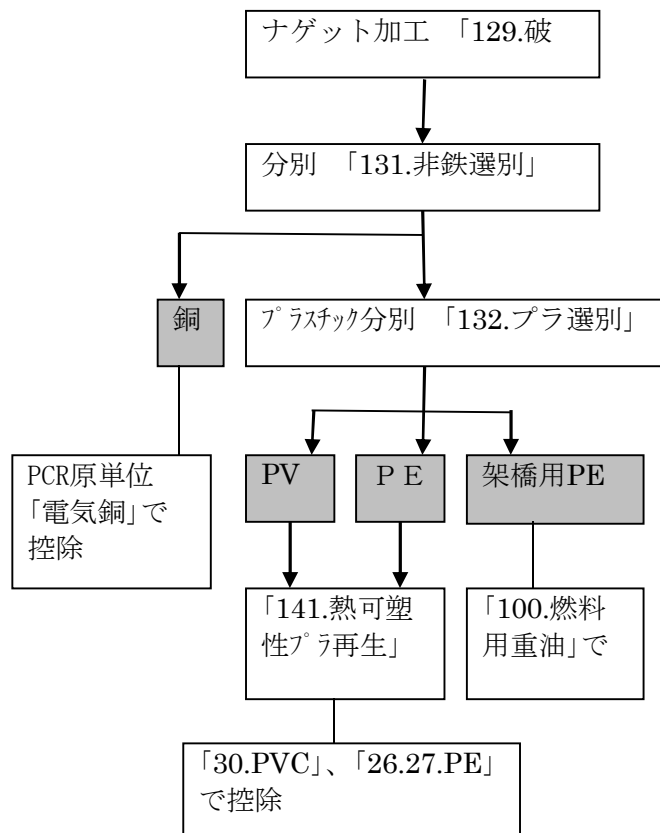 ナゲット加工 「129.破
分別 「131.非鉄選別」
銅
プラスチック分別 「132.プラ選別」
PCR原単位
「電気銅」で
控除
PV
ＰＥ
架橋用PE
「141.熱可塑
性プラ再生」
「100.燃料
用重油」で
「30.PVC」、「26.27.PE」
で控除